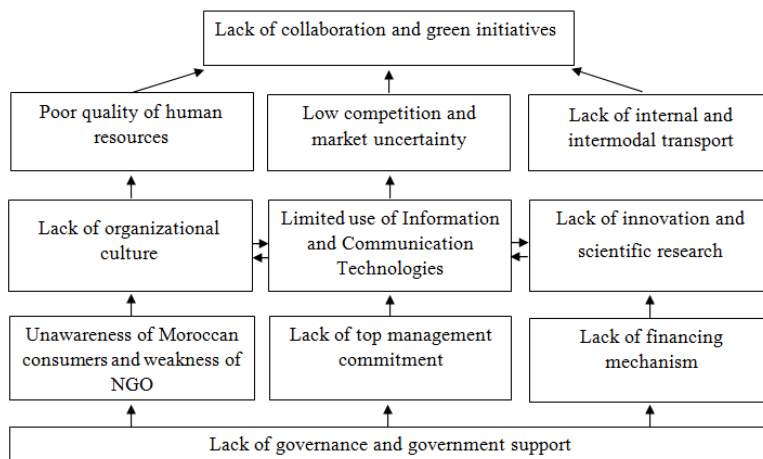 Lack of collaboration and green initiatives
Poor quality of human
resources
Low competition and
market uncertainty
Lack of internal and
intermodal transport
Lack of organizational
culture
Limited use of Information
and Communication
Technologies
Lack of innovation and
scientific research
Unawareness of Moroccan
consumers and weakness of
NGO
Lack of top management
commitment
Lack of financing
mechanism
Lack of governance and government support